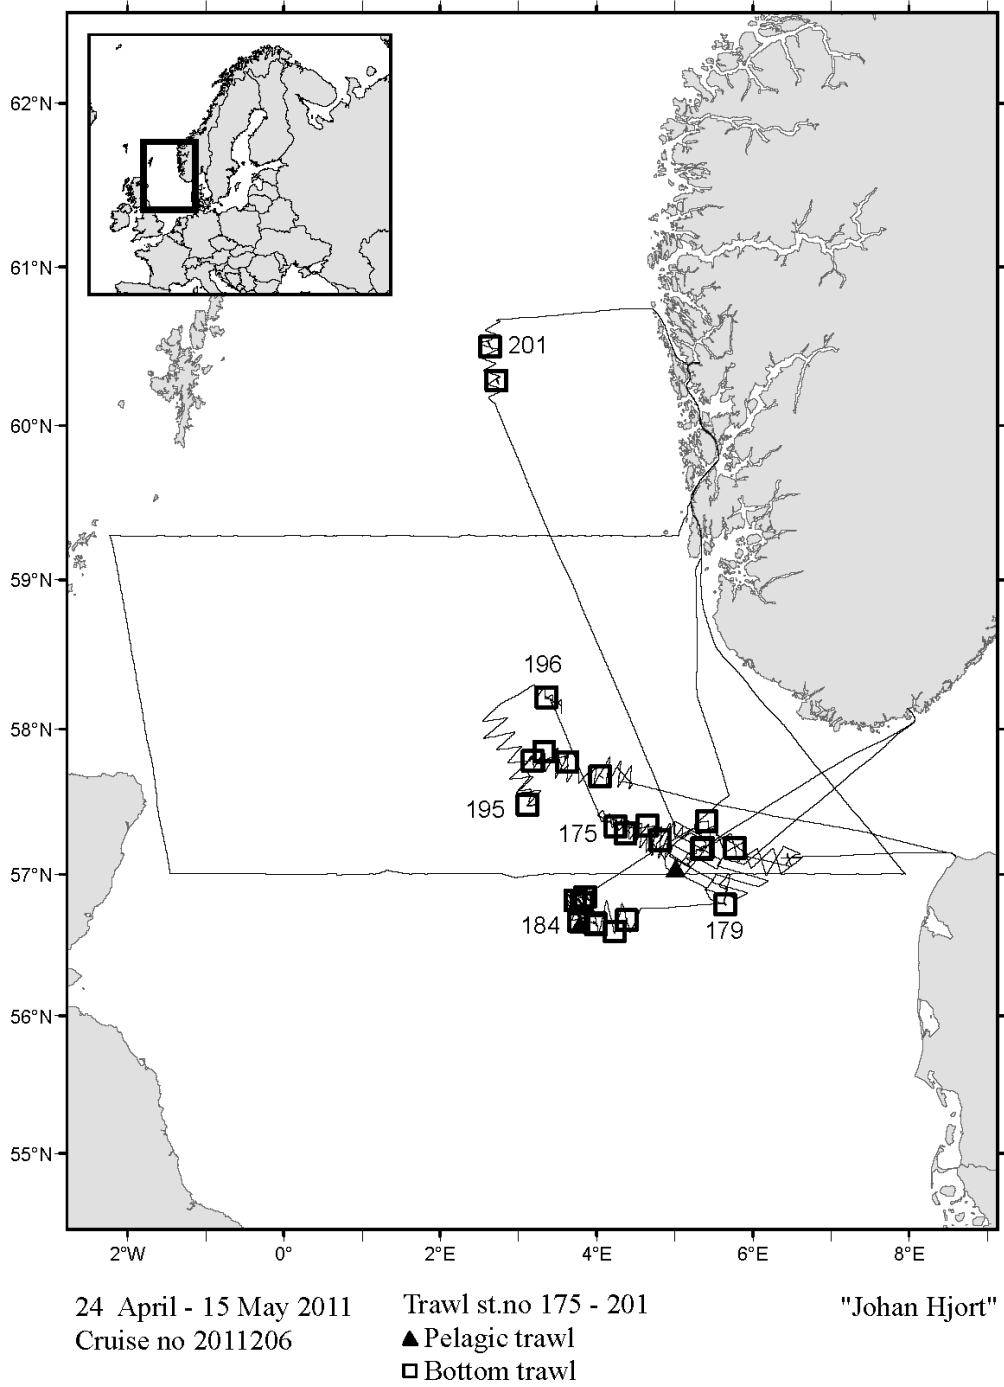 62°N
61°N
201
60°N
59°N
196
58°N
195
175
57°N
184
179
56°N
55°N
2°W 0° 2°E 4°E 6°E 8°E
24 April - 15 May 2011 Trawl st.no 175 - 201 "Johan Hjort"
Cruise no 2011206 Pelagic trawl
Bottom trawl